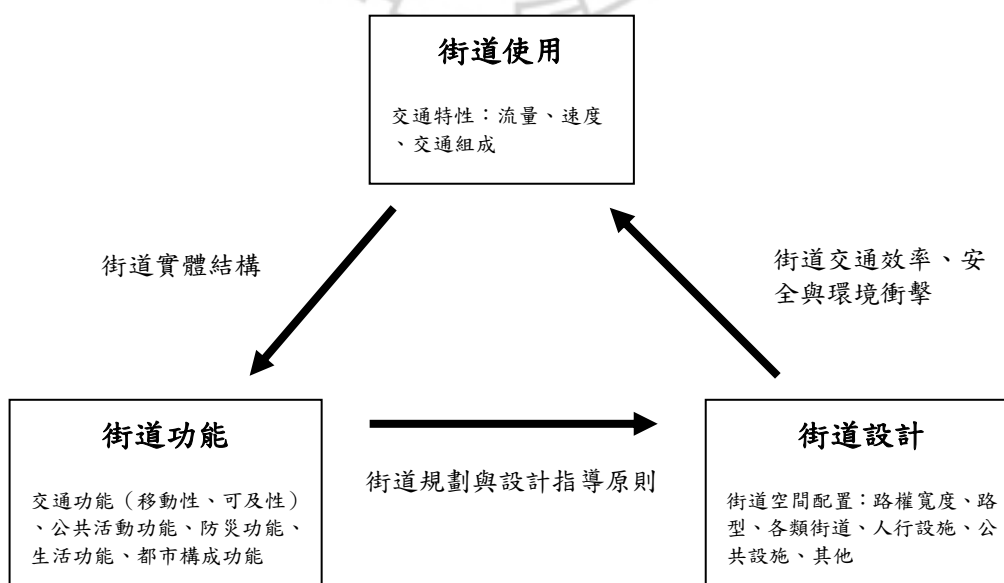 街道使用
交通特性：流量、速度
、交通組成
街道實體結構
街道交通效率、安
全與環境衝擊
街道功能
交通功能（移動性、可及性）
、公共活動功能、防災功能、
生活功能、都市構成功能
街道規劃與設計指導原則
街道設計
街道空間配置：路權寬度、路
型、各類街道、人行設施、公
共設施、其他